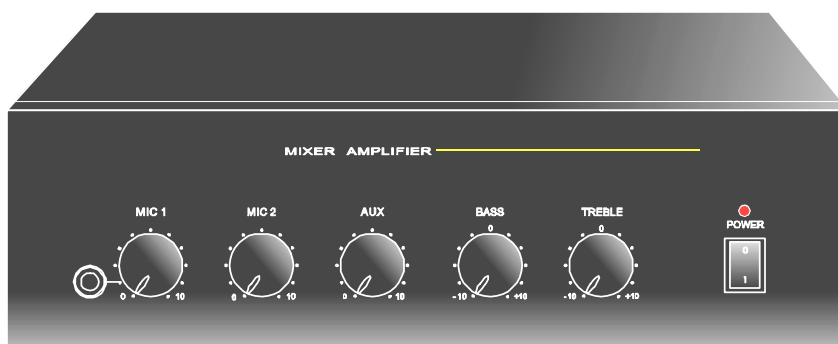 MIXER AMPLIFIER
MIC 1 MIC 2 AUX BASS TREBLE POWER
0 0 0
0 10 0 10 0 10 -10 +10 -10 +10 1